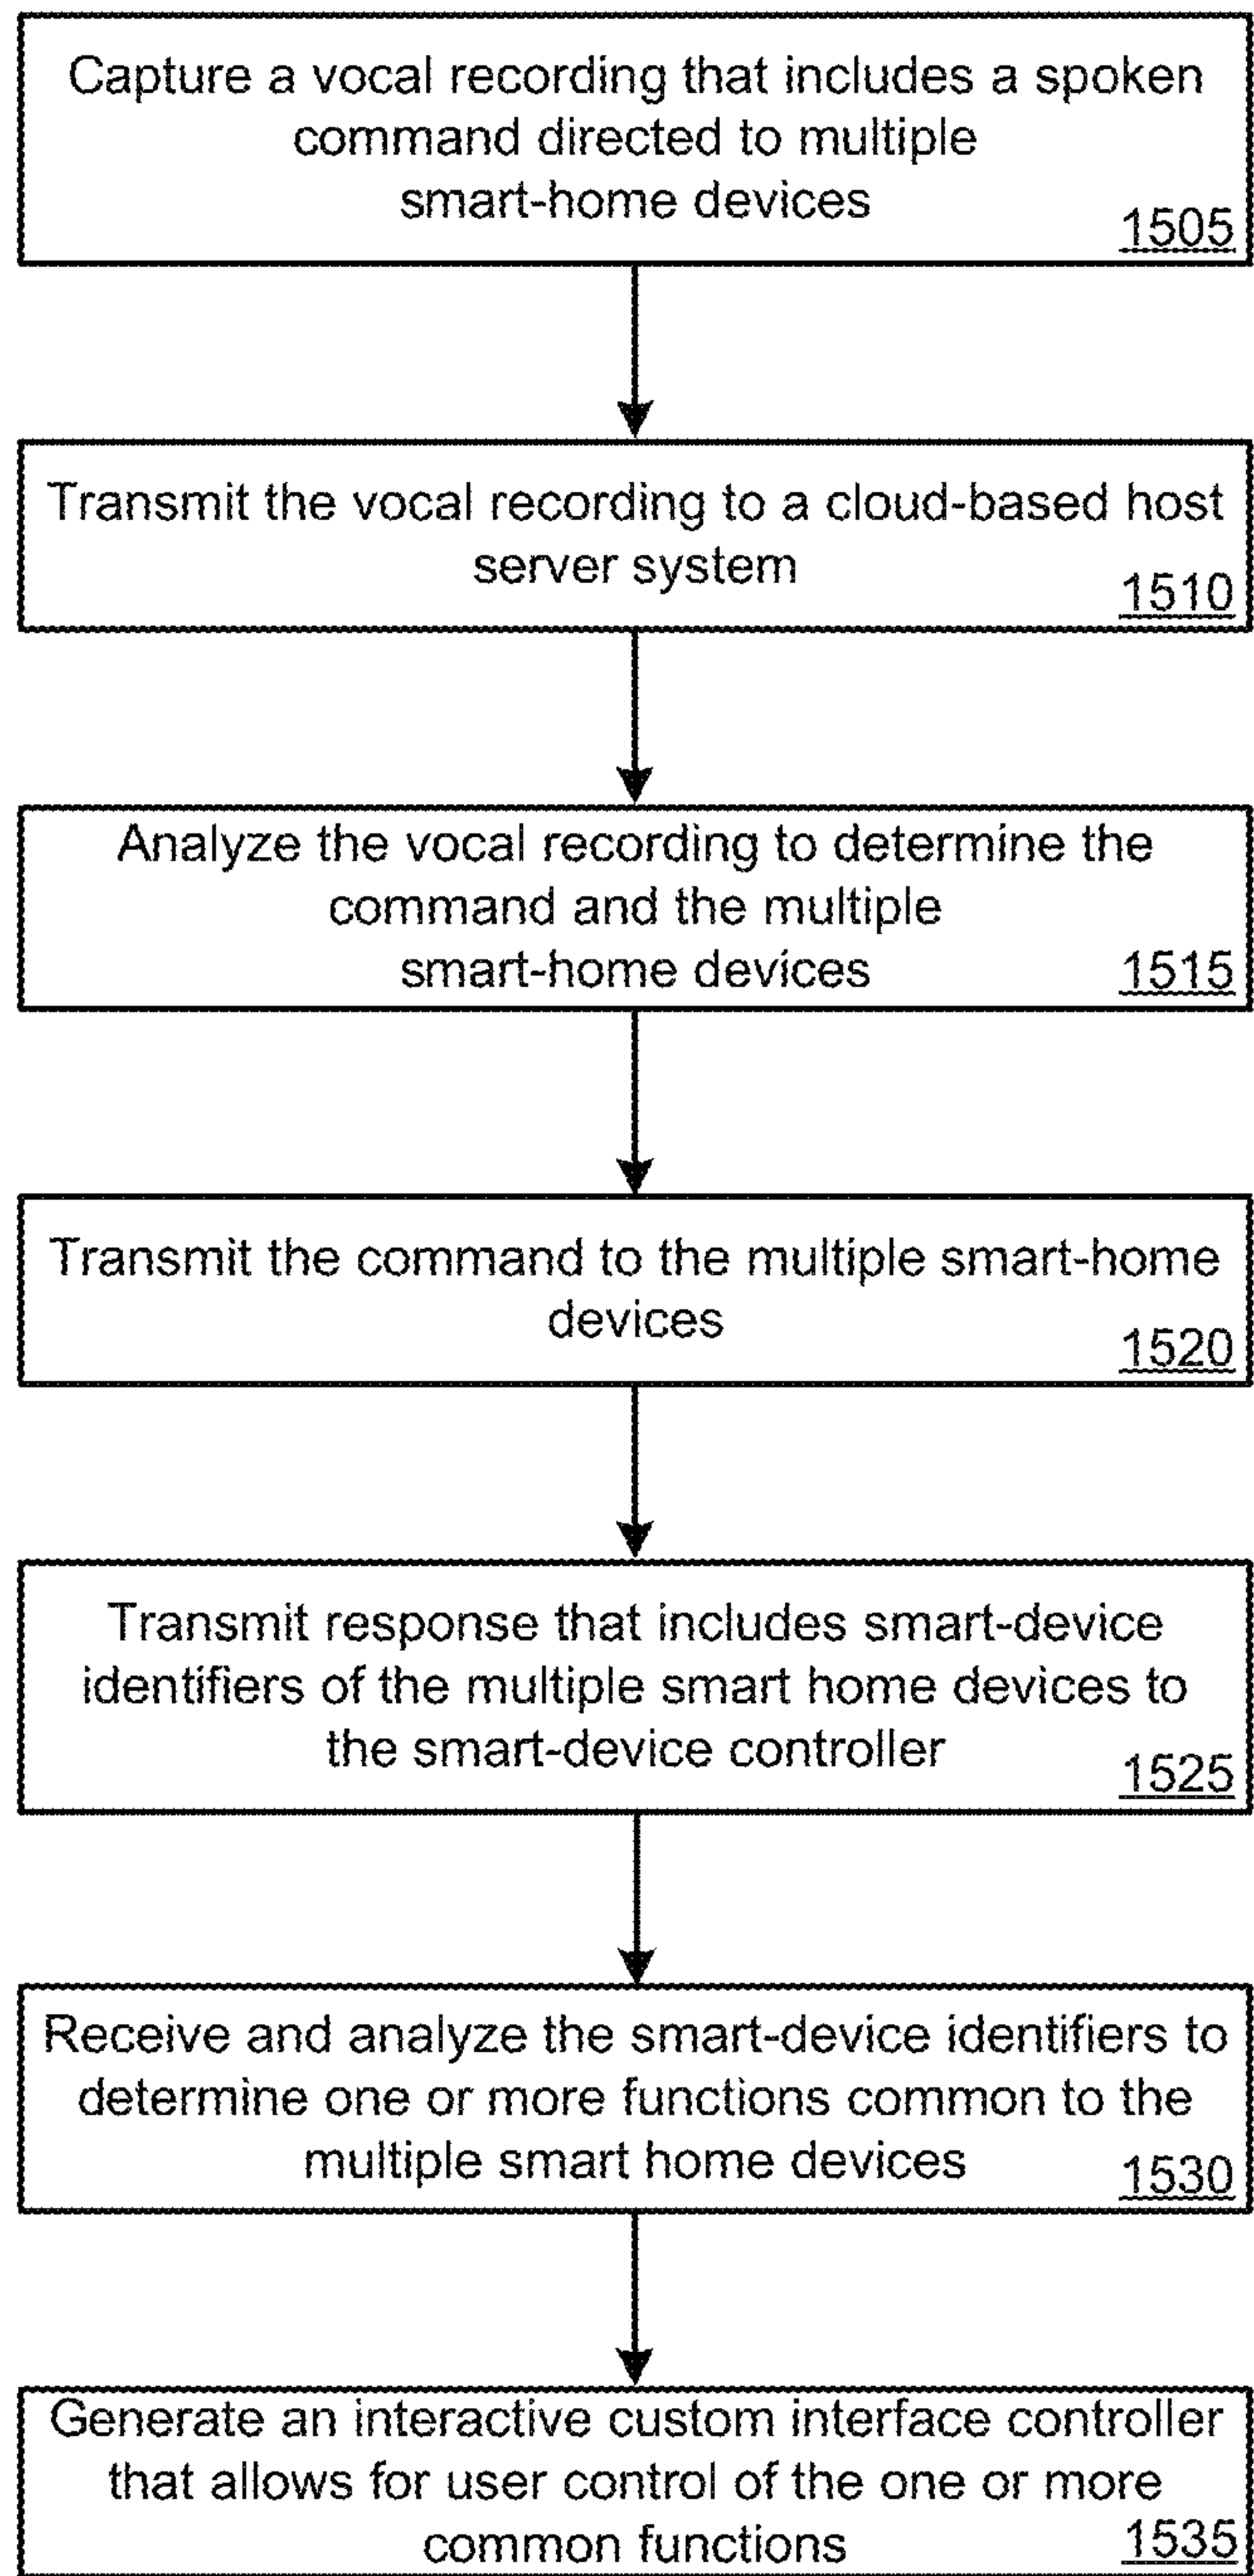 Capture a vocal recording that includes a spoken
command directed to multiple
smart-home devices
1505
Transmit the vocal recording to a cloud-based host
server system
1510
Analyze the vocal recording to determine the
command and the multiple
smart-home devices
1515
Transmit the command to the multiple smart-home
devices
1520
Transmit response that includes smart-device
identifiers of the multiple smart home devices to
the smart-device controller
1525
Receive and analyze the smart-device identifiers to
determine one or more functions common to the
multiple smart home devices
1530
Generate an interactive custom interface controller
that allows for user control of the one or more
common functions
1535